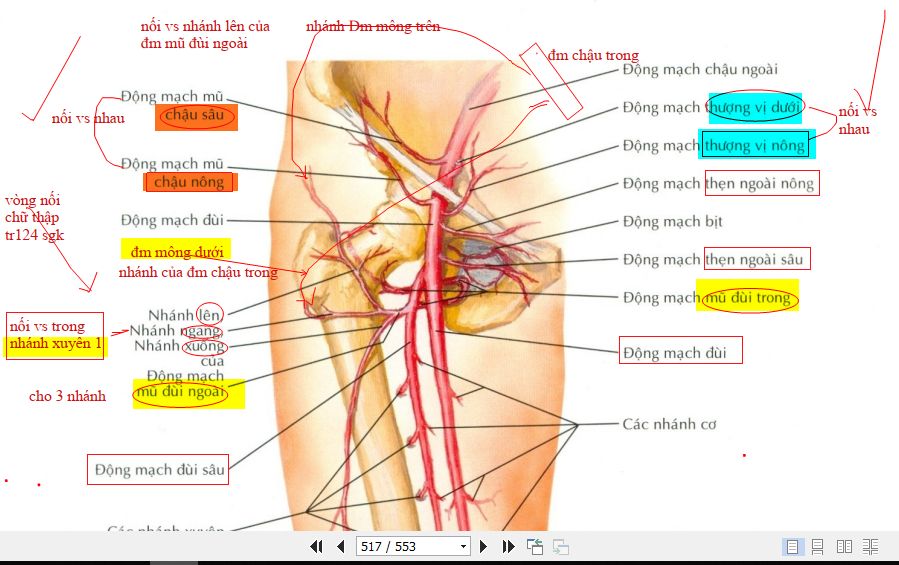 nối vs nhánh lên của
đm mũ đùi ngoài
nhánh Đm mông trên
đm chậu trong
Động mạch chậu ngoài
Động mạch mũ
chậu sâu
nối vs nhau
Động mạch mũ
chậu nông
Động mạch thượng vị dưới
nối vs
nhau
Động mạch thượng vị nông
Động mạch thẹn ngoài nông
vòng nối
chữ thập
tr124 sgk
Động mạch đùi
Động mạch bịt
đm mông dưới
nhánh của đm chậu trong
Động mạch thẹn ngoài sâu
Động mạch mũ đùi trong
nối vs trong
nhánh xuyên 1
Nhánh lên,
Nhánh ngang,
Nhánh xuống
của
Động mạch
mũ đùi ngoài
cho 3 nhánh
Động mạch đùi
Các nhánh cơ
Động mạch đùi sâu
Các nhánh xuyên
517 / 553